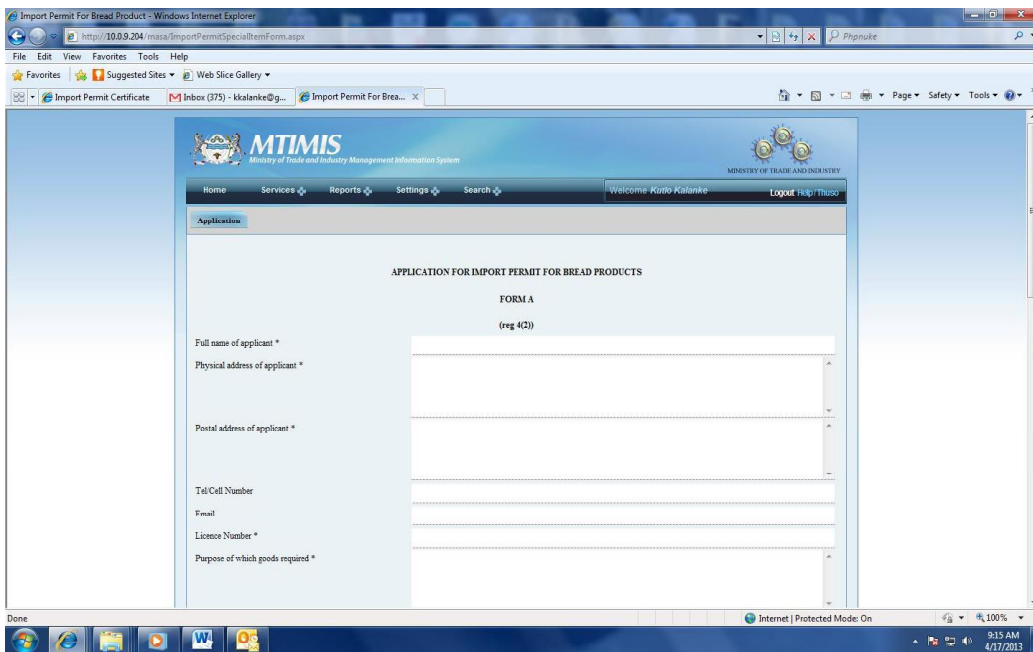 Import Permit For Bread Product - Windows Internet Explorer
http://10.0.9.204/masa/ImportPermitSpecialItemForm.aspx
Phpnuke
File Edit View Favorites Tools Help
Favorites Suggested Sites Web Slice Gallery
Import Permit Certificate Inbox (375) - kkalanke@g... Import Permit For Brea... X Page Safety Tools
MTIMIS
Ministry of Trade and Industry Management Information System
MINISTRY OF TRADE AND INDUSTRY
Home Services Reports Settings Search Welcome Kutlo Kalanke Logout Help/Thuso
Application
APPLICATION FOR IMPORT PERMIT FOR BREAD PRODUCTS
FORM A
(reg 4(2))
Full name of applicant *
Physical address of applicant *
Postal address of applicant *
Tel/Cell Number
Email
Licence Number *
Purpose of which goods required *
Done Internet | Protected Mode: On 100%
9:15 AM
4/17/2013